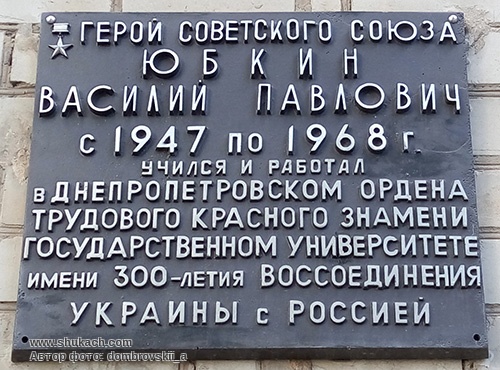 ГЕРОЙ СОВЕТСКОГО СОЮЗА
ЮБКИН
ВАСИЛИЙ ПАВЛОВИЧ
с 1947 по 1968 г.
УЧИЛСЯ И РАБОТАЛ
в ДНЕПРОПЕТРОВСКОМ ОРДЕНА
ТРУДОВОГО КРАСНОГО ЗНАМЕНИ
ГОСУДАРСТВЕННОМ УНИВЕРСИТЕТЕ
ИМЕНИ 300-ЛЕТИЯ ВОССОЕДИНЕНИЯ
УКРАИНЫ с РОССИЕЙ
www.shukach.com
Автор фото: dombrovskii_a